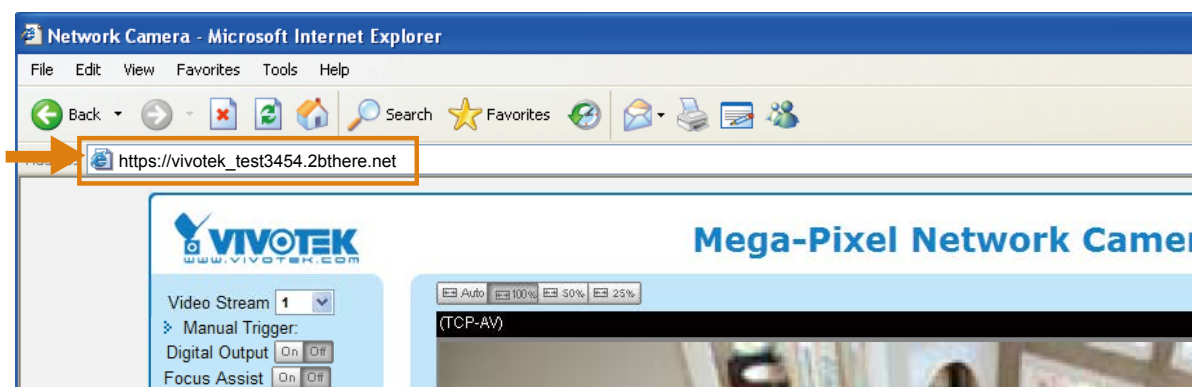 Network Camera - Microsoft Internet Explorer
File Edit View Favorites Tools Help
Back Search Favorites
https://vivotek_test3454.2bthere.net
VIVOTEK
www.vivotek.com
Mega-Pixel Network Camer
Auto 100% 50% 25%
Video Stream 1
(TCP-AV)
Manual Trigger:
Digital Output On Off
Focus Assist On Off